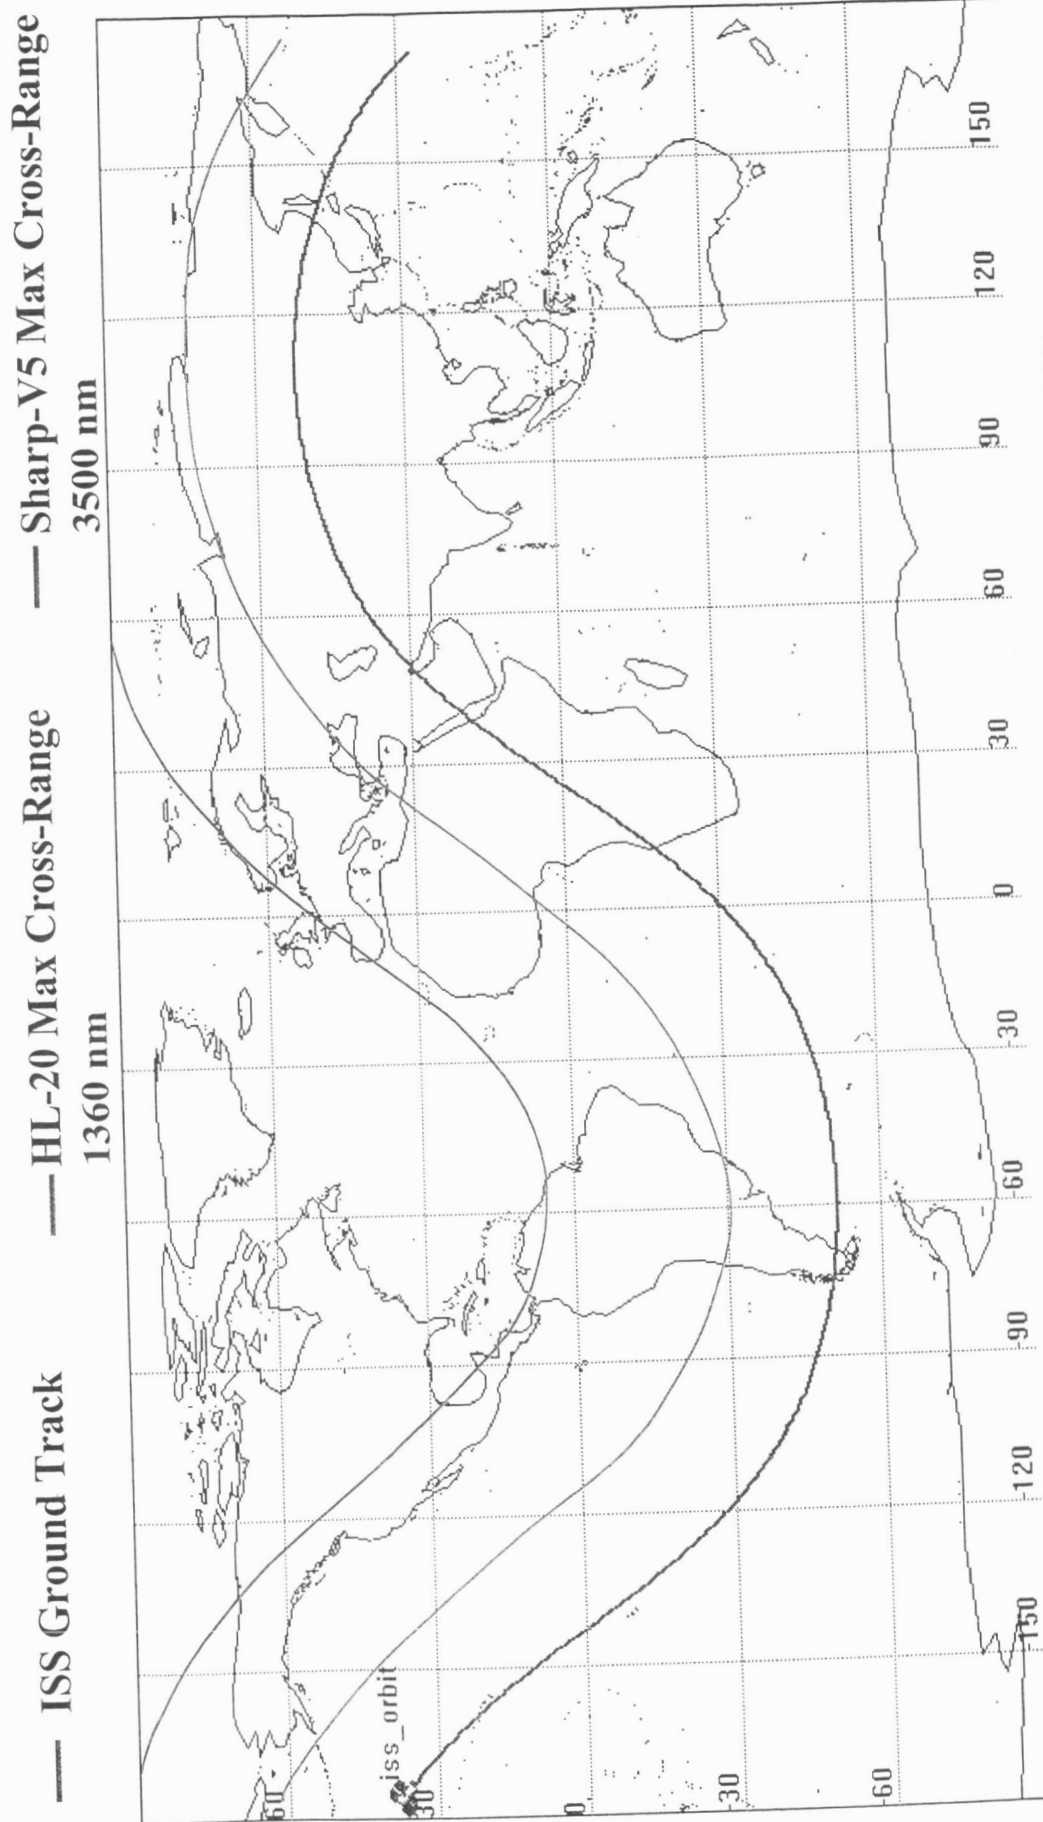 — ISS Ground Track
— HL-20 Max Cross-Range
1360 nm
— Sharp-V5 Max Cross-Range
3500 nm
60
iss_orbit
30
0
-30
-60
-150
-120
-90
-60
-30
0
30
60
90
120
150